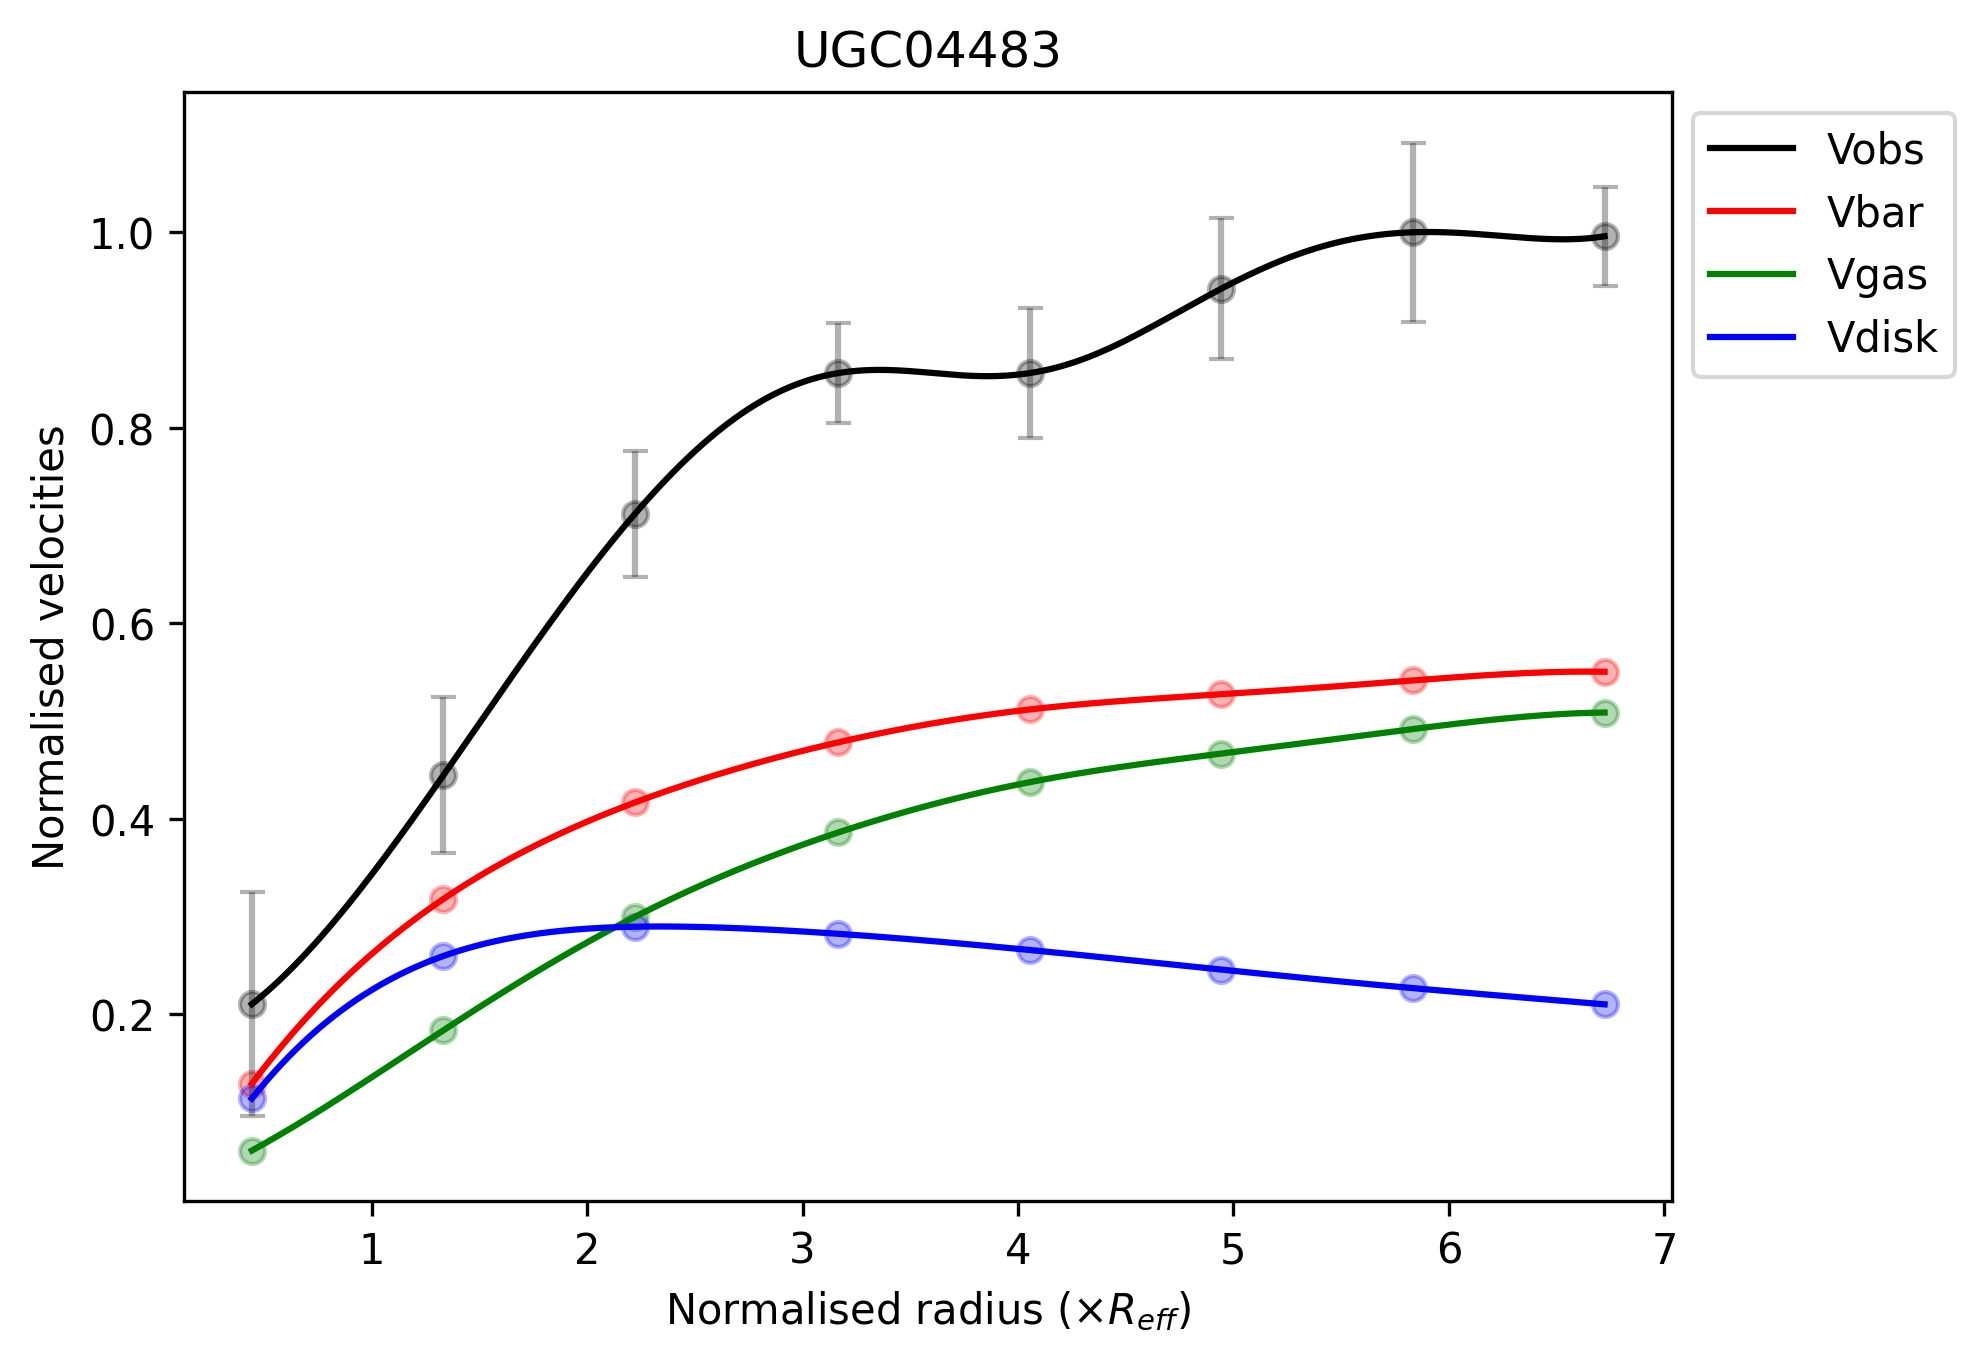 UGC04483
Vobs
Vbar
Vgas
Vdisk
1.0
0.8
0.6
0.4
0.2
Normalised velocities
1 2 3 4 5 6 7
Normalised radius (×R_eff)